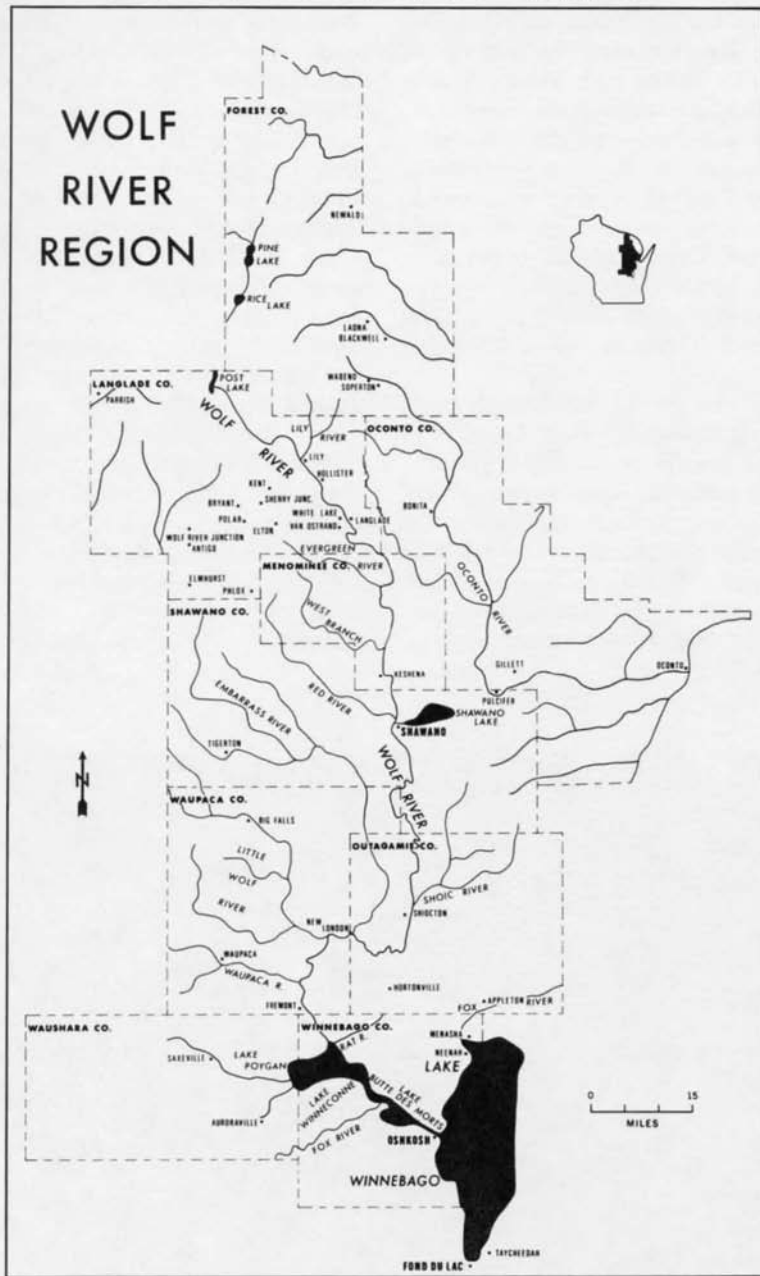 WOLF
RIVER
REGION
FOREST CO.
NEWALD
PINE
LAKE
RICE LAKE
LAONA
BLACKWELL
WABENO
SOPERTON
POST
LAKE
LANGLADE CO.
PARRISH
WOLF
RIVER
LILY
RIVER
OCONTO CO.
LILY
HOLLISTER
KENT
SHERRY JUNC.
BRYANT
POLAR
ELTON
WHITE LAKE
VAN OSTRAND
LANGLADE
BONITA
WOLF RIVER JUNCTION
ANTIGO
EVERGREEN
RIVER
MENOMINEE CO.
ELMHURST
PHLOX
OCONTO
RIVER
SHAWANO CO.
WEST
BRANCH
KESHENA
GILLETT
OCONTO
PULCIFER
RED RIVER
EMBARRASS RIVER
SHAWANO
LAKE
SHAWANO
TIGERTON
WOLF
RIVER
N
WAUPACA CO.
BIG FALLS
OUTAGAMIE CO.
LITTLE
WOLF
RIVER
SHOIC RIVER
SHIOCTON
NEW
LONDON
WAUPACA
WAUPACA R.
HORTONVILLE
FREMONT
APPLETON
FOX RIVER
WAUSHARA CO.
WINNEBAGO CO.
RAT R.
MENASHA
NEENAH
LAKE
SAXEVILLE
LAKE
POYGAN
LAKE
WINNECONNE
LAKE
BUTTE DES MORTS
AURORAVILLE
FOX RIVER
OSHKOSH
WINNEBAGO
0 15
MILES
TAYCHEEDAH
FOND DU LAC